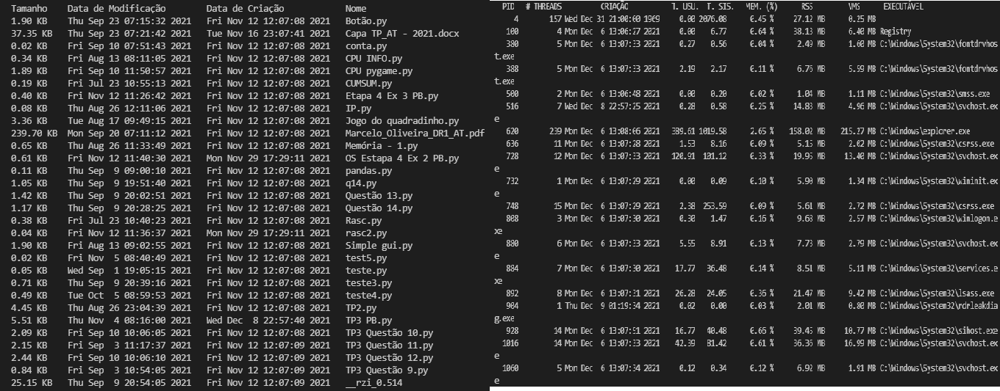 Tamanho Data de Modificação Data de Criação Nome
1.90 KB Thu Sep 23 07:15:32 2021 Fri Nov 12 12:07:08 2021 Botão.py
37.35 KB Thu Sep 23 07:21:42 2021 Tue Nov 16 23:07:41 2021 Capa TP_AT - 2021.docx
0.02 KB Fri Sep 10 07:51:43 2021 Fri Nov 12 12:07:08 2021 conta.py
0.34 KB Fri Aug 13 08:11:05 2021 Fri Nov 12 12:07:08 2021 CPU INFO.py
1.89 KB Fri Sep 10 11:50:57 2021 Fri Nov 12 12:07:08 2021 CPU pygame.py
0.19 KB Fri Jul 23 10:55:13 2021 Fri Nov 12 12:07:08 2021 CUMSUM.py
0.40 KB Fri Nov 12 11:26:42 2021 Fri Nov 12 12:07:08 2021 Etapa 4 Ex 3 PB.py
0.08 KB Thu Aug 26 12:11:06 2021 Fri Nov 12 12:07:08 2021 IP.py
3.36 KB Tue Aug 17 09:49:15 2021 Fri Nov 12 12:07:08 2021 Jogo do quadradinho.py
239.70 KB Mon Sep 20 07:11:12 2021 Fri Nov 12 12:07:08 2021 Marcelo_Oliveira_DR1_AT.pdf
0.65 KB Thu Aug 26 11:33:49 2021 Fri Nov 12 12:07:08 2021 Memória - 1.py
0.61 KB Fri Nov 12 11:40:30 2021 Mon Nov 29 17:29:11 2021 OS Estapa 4 Ex 2 PB.py
0.11 KB Thu Sep 9 09:00:10 2021 Fri Nov 12 12:07:08 2021 pandas.py
1.05 KB Thu Sep 9 19:51:40 2021 Fri Nov 12 12:07:08 2021 q14.py
1.42 KB Thu Sep 9 20:02:51 2021 Fri Nov 12 12:07:08 2021 Questão 13.py
1.17 KB Thu Sep 9 20:28:25 2021 Fri Nov 12 12:07:08 2021 Questão 14.py
0.38 KB Fri Jul 23 10:40:23 2021 Fri Nov 12 12:07:08 2021 Rasc.py
0.04 KB Fri Nov 12 11:36:37 2021 Mon Nov 29 17:29:11 2021 rasc2.py
1.90 KB Fri Aug 13 09:02:55 2021 Fri Nov 12 12:07:08 2021 Simple gui.py
0.02 KB Fri Nov 5 08:40:49 2021 Fri Nov 12 12:07:08 2021 test5.py
0.05 KB Wed Sep 1 19:05:15 2021 Fri Nov 12 12:07:08 2021 teste.py
0.71 KB Thu Sep 9 20:39:16 2021 Fri Nov 12 12:07:08 2021 teste3.py
0.49 KB Tue Oct 5 08:59:53 2021 Fri Nov 12 12:07:08 2021 teste4.py
4.45 KB Thu Aug 26 23:04:39 2021 Fri Nov 12 12:07:08 2021 TP2.py
5.51 KB Thu Nov 4 08:16:00 2021 Wed Dec 8 22:57:40 2021 TP3 PB.py
2.09 KB Fri Sep 10 10:06:05 2021 Fri Nov 12 12:07:08 2021 TP3 Questão 10.py
2.15 KB Fri Sep 3 11:17:37 2021 Fri Nov 12 12:07:09 2021 TP3 Questão 11.py
2.44 KB Fri Sep 10 10:06:10 2021 Fri Nov 12 12:07:09 2021 TP3 Questão 12.py
0.84 KB Fri Sep 3 10:54:05 2021 Fri Nov 12 12:07:09 2021 TP3 Questão 9.py
25.15 KB Thu Sep 9 20:54:05 2021 Fri Nov 12 12:07:09 2021 __rzi_0.514
PID # THREADS CRIAÇÃO T. USU. T. SIS. MEM. (%) RSS VMS EXECUTÁVEL
4 157 Wed Dec 31 21:00:00 1969 0.00 2076.08 0.45 % 27.12 MB 0.25 MB
100 4 Mon Dec 6 13:06:27 2021 0.00 6.77 0.64 % 38.13 MB 6.40 MB Registry
380 5 Mon Dec 6 13:07:33 2021 0.27 0.56 0.04 % 2.49 MB 1.60 MB C:\Windows\System32\fontdrvhos
t.exe
388 5 Mon Dec 6 13:07:33 2021 2.19 2.17 0.11 % 6.76 MB 5.59 MB C:\Windows\System32\fontdrvhos
t.exe
500 2 Mon Dec 6 13:06:48 2021 0.00 0.20 0.02 % 1.04 MB 1.11 MB C:\Windows\System32\smss.exe
516 7 Wed Dec 8 22:57:25 2021 0.28 0.58 0.25 % 14.83 MB 4.96 MB C:\Windows\System32\svchost.ex
e
620 239 Mon Dec 6 13:08:06 2021 389.61 1019.58 2.65 % 158.02 MB 215.27 MB C:\Windows\explorer.exe
636 11 Mon Dec 6 13:07:28 2021 1.53 8.16 0.09 % 5.15 MB 2.02 MB C:\Windows\System32\csrss.exe
728 12 Mon Dec 6 13:07:33 2021 120.91 101.12 0.33 % 19.95 MB 13.40 MB C:\Windows\System32\svchost.ex
e
732 1 Mon Dec 6 13:07:29 2021 0.00 0.09 0.10 % 5.90 MB 1.34 MB C:\Windows\System32\wininit.ex
e
748 15 Mon Dec 6 13:07:29 2021 2.38 253.59 0.09 % 5.61 MB 2.72 MB C:\Windows\System32\csrss.exe
808 3 Mon Dec 6 13:07:30 2021 0.30 1.47 0.16 % 9.63 MB 2.57 MB C:\Windows\System32\winlogon.e
xe
880 6 Mon Dec 6 13:07:33 2021 5.55 8.91 0.13 % 7.73 MB 2.79 MB C:\Windows\System32\svchost.ex
e
884 7 Mon Dec 6 13:07:30 2021 17.77 36.48 0.14 % 8.51 MB 5.11 MB C:\Windows\System32\services.e
xe
892 8 Mon Dec 6 13:07:31 2021 26.28 24.05 0.36 % 21.47 MB 9.42 MB C:\Windows\System32\lsass.exe
904 1 Thu Dec 9 01:19:34 2021 0.02 0.00 0.03 % 2.01 MB 0.80 MB C:\Windows\System32\rdrleakdia
g.exe
928 14 Mon Dec 6 13:07:51 2021 16.77 40.48 0.66 % 39.45 MB 10.77 MB C:\Windows\System32\sihost.exe
1016 14 Mon Dec 6 13:07:33 2021 42.39 81.42 0.61 % 36.36 MB 16.99 MB C:\Windows\System32\svchost.ex
e
1060 5 Mon Dec 6 13:07:34 2021 0.12 0.34 0.12 % 6.92 MB 1.91 MB C:\Windows\System32\svchost.ex
e